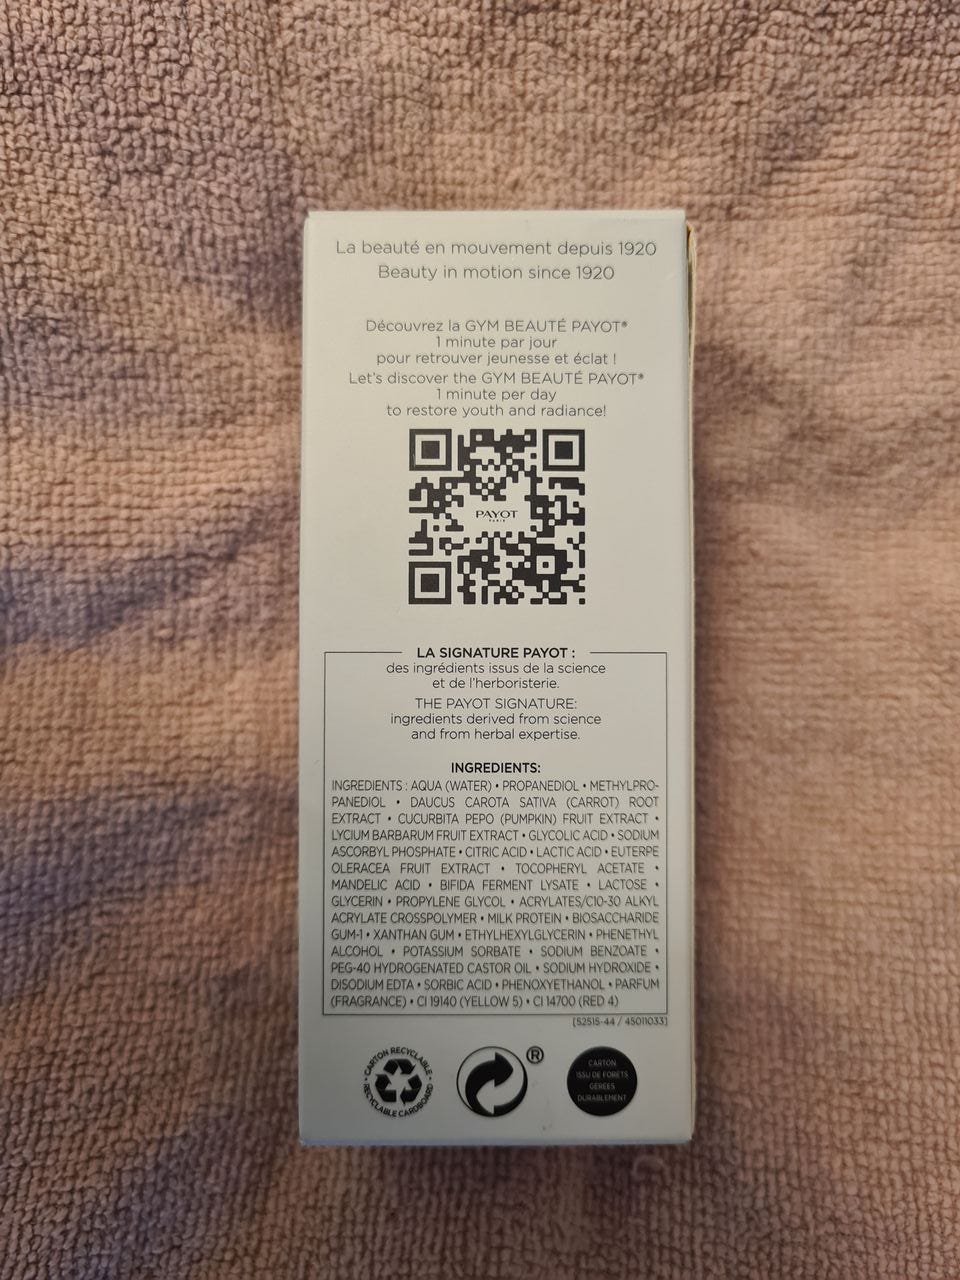 La beauté en mouvement depuis 1920
Beauty in motion since 1920
Découvrez la GYM BEAUTÉ PAYOT®
1 minute par jour
pour retrouver jeunesse et éclat !
Let's discover the GYM BEAUTÉ PAYOT®
1 minute per day
to restore youth and radiance!
PAYOT
PARIS
LA SIGNATURE PAYOT :
des ingrédients issus de la science
et de l'herboristerie.
THE PAYOT SIGNATURE:
ingredients derived from science
and from herbal expertise.
INGREDIENTS:
INGREDIENTS : AQUA (WATER) • PROPANEDIOL • METHYLPRO-
PANEDIOL • DAUCUS CAROTA SATIVA (CARROT) ROOT
EXTRACT • CUCURBITA PEPO (PUMPKIN) FRUIT EXTRACT •
LYCIUM BARBARUM FRUIT EXTRACT • GLYCOLIC ACID • SODIUM
ASCORBYL PHOSPHATE • CITRIC ACID • LACTIC ACID • EUTERPE
OLERACEA FRUIT EXTRACT • TOCOPHERYL ACETATE •
MANDELIC ACID • BIFIDA FERMENT LYSATE • LACTOSE •
GLYCERIN • PROPYLENE GLYCOL • ACRYLATES/C10-30 ALKYL
ACRYLATE CROSSPOLYMER • MILK PROTEIN • BIOSACCHARIDE
GUM-1 • XANTHAN GUM • ETHYLHEXYLGLYCERIN • PHENETHYL
ALCOHOL • POTASSIUM SORBATE • SODIUM BENZOATE •
PEG-40 HYDROGENATED CASTOR OIL • SODIUM HYDROXIDE •
DISODIUM EDTA • SORBIC ACID • PHENOXYETHANOL • PARFUM
(FRAGRANCE) • CI 19140 (YELLOW 5) • CI 14700 (RED 4)
[52515-44 / 45011033]
• CARTON RECYCLABLE •
RECYCLABLE CARDBOARD
®
CARTON
ISSU DE FORÊTS
GÉRÉES
DURABLEMENT